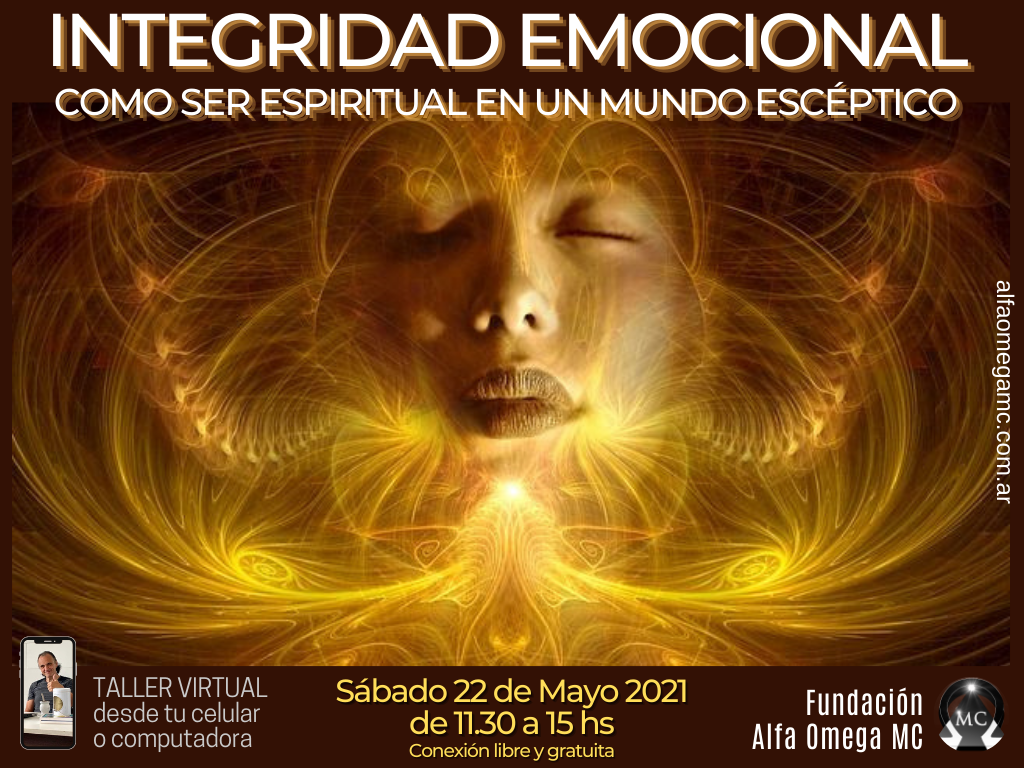 INTEGRIDAD EMOCIONAL
COMO SER ESPIRITUAL EN UN MUNDO ESCÉPTICO
alfaomegamc.com.ar
TALLER VIRTUAL
desde tu celular
o computadora
Sábado 22 de Mayo 2021
de 11.30 a 15 hs
Conexión libre y gratuita
Fundación
Alfa Omega MC
MC